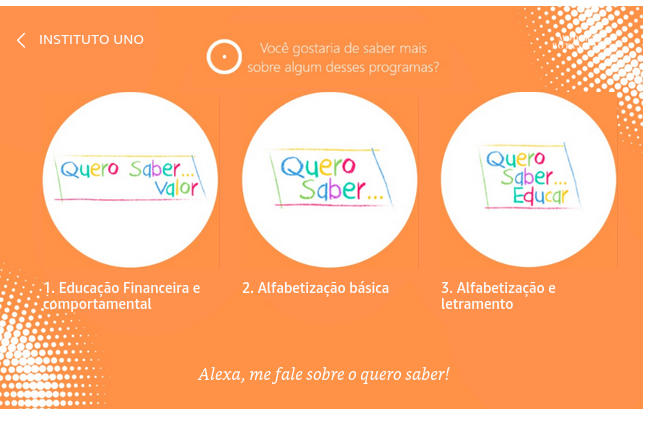 INSTITUTO UNO
Você gostaria de saber mais
sobre algum desses programas?
Quero Saber...
Valor
Quero
Saber...
Quero
Saber...
Educar
1. Educação Financeira e
comportamental
2. Alfabetização básica
3. Alfabetização e
letramento
Alexa, me fale sobre o quero saber!